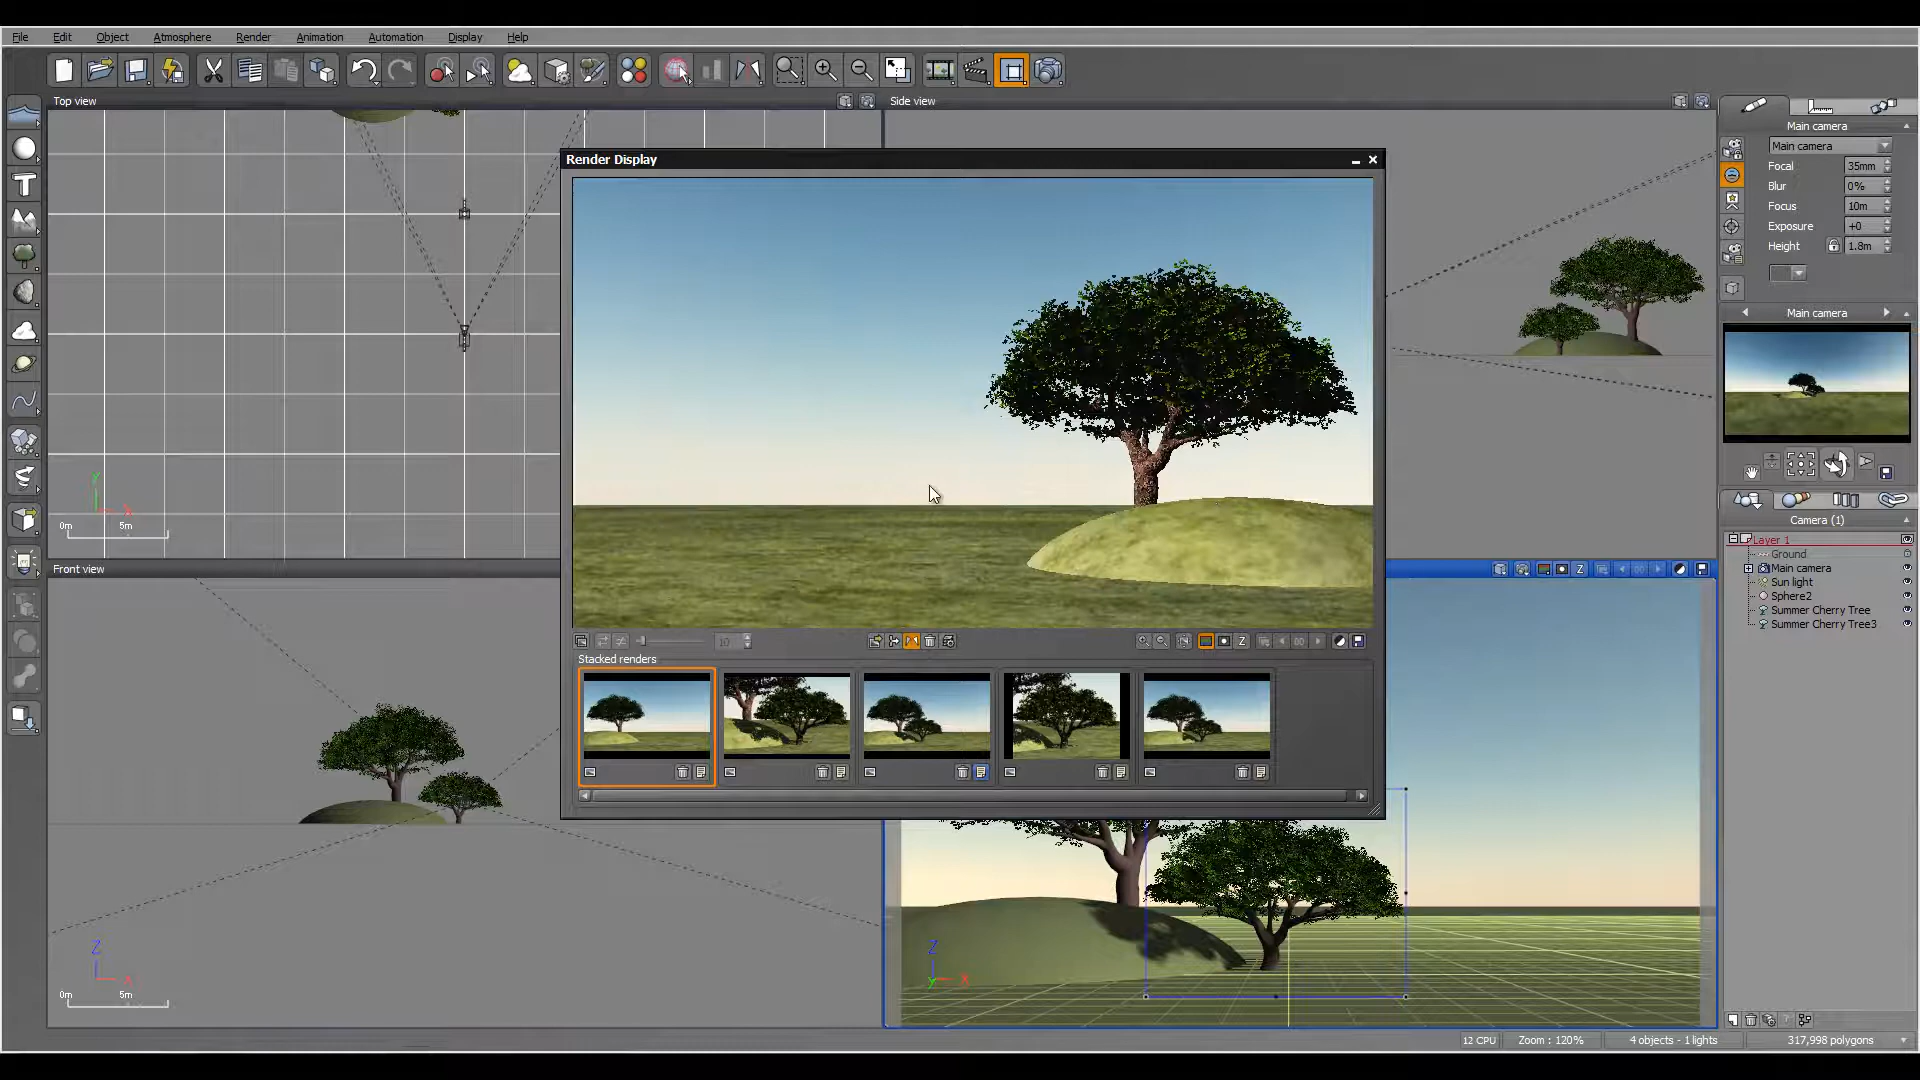 File Edit Object Atmosphere Render Animation Automation Display Help
Top view
Side view
Main camera
Main camera
Focal 35mm
Blur 0%
Focus 10m
Exposure +0
Height 1.8m
Render Display
Main camera
Y
X
0m 5m
Camera (1)
Layer 1
Ground
Main camera
Sun light
Sphere2
Summer Cherry Tree
Summer Cherry Tree3
Front view
Z
10
Z
Stacked renders
Z
X
0m 5m
Z
Y
X
12 CPU Zoom : 120% 4 objects - 1 lights 317,998 polygons